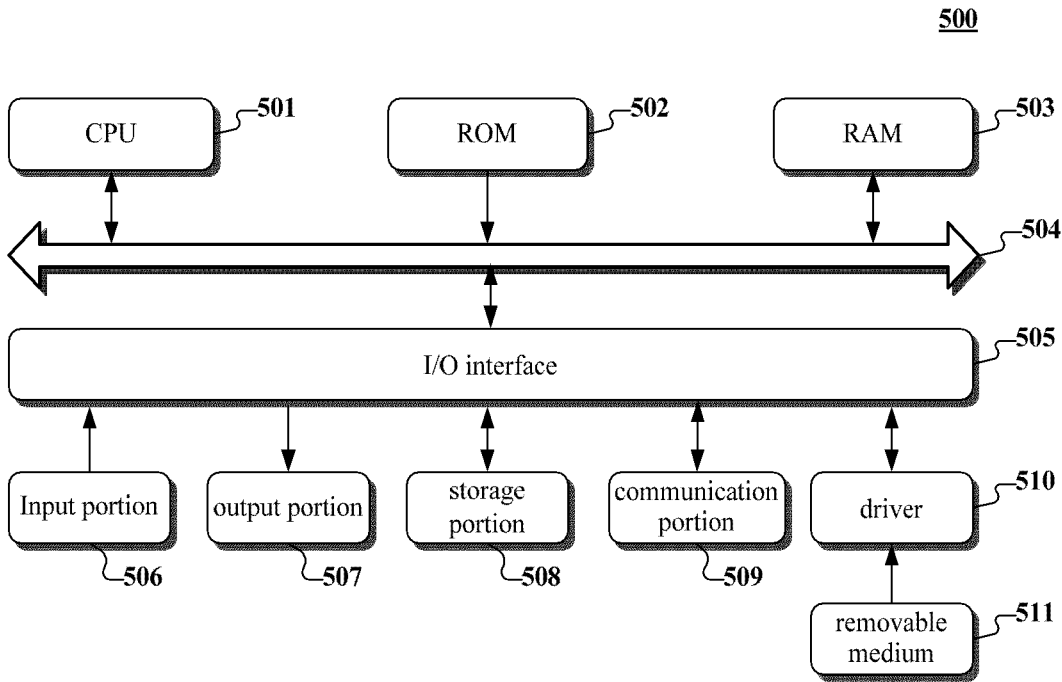 500
CPU
501
ROM
502
RAM
503
504
I/O interface
505
Input portion
506
output portion
507
storage
portion
508
communication
portion
509
driver
510
removable
medium
511